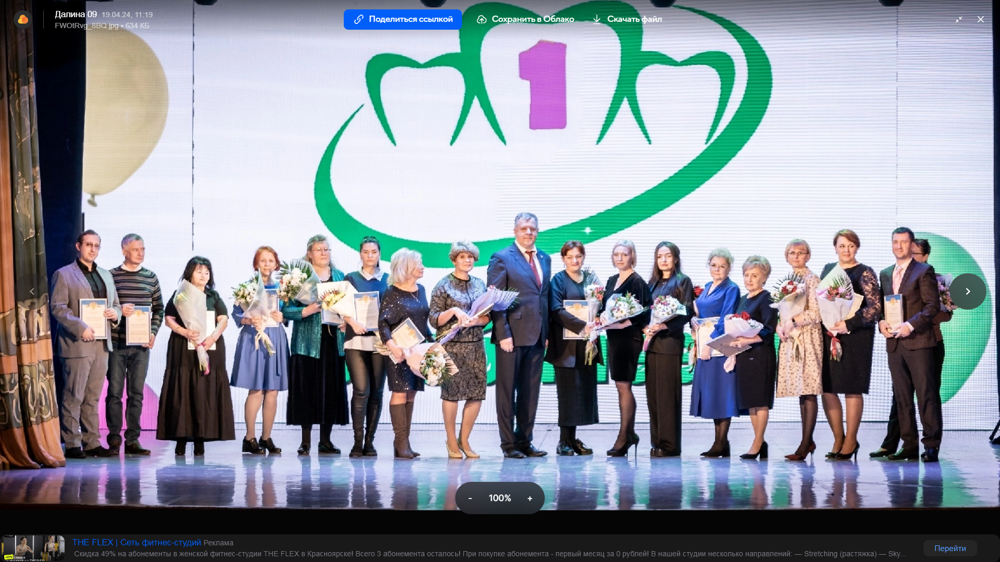 Далина 09 19.04.24, 11:19
FWOtRvg_8BQ.jpg • 634 КБ
Поделиться ссылкой
Сохранить в Облако
Скачать файл
1
- 100% +
THE FLEX | Сеть фитнес-студий Реклама
Скидка 49% на абонементы в женской фитнес-студии THE FLEX в Красноярске! Всего 3 абонемента осталось! При покупке абонемента - первый месяц за 0 рублей! В нашей студии несколько направлений: — Stretching (растяжка) — Sky...
Перейти
-49%